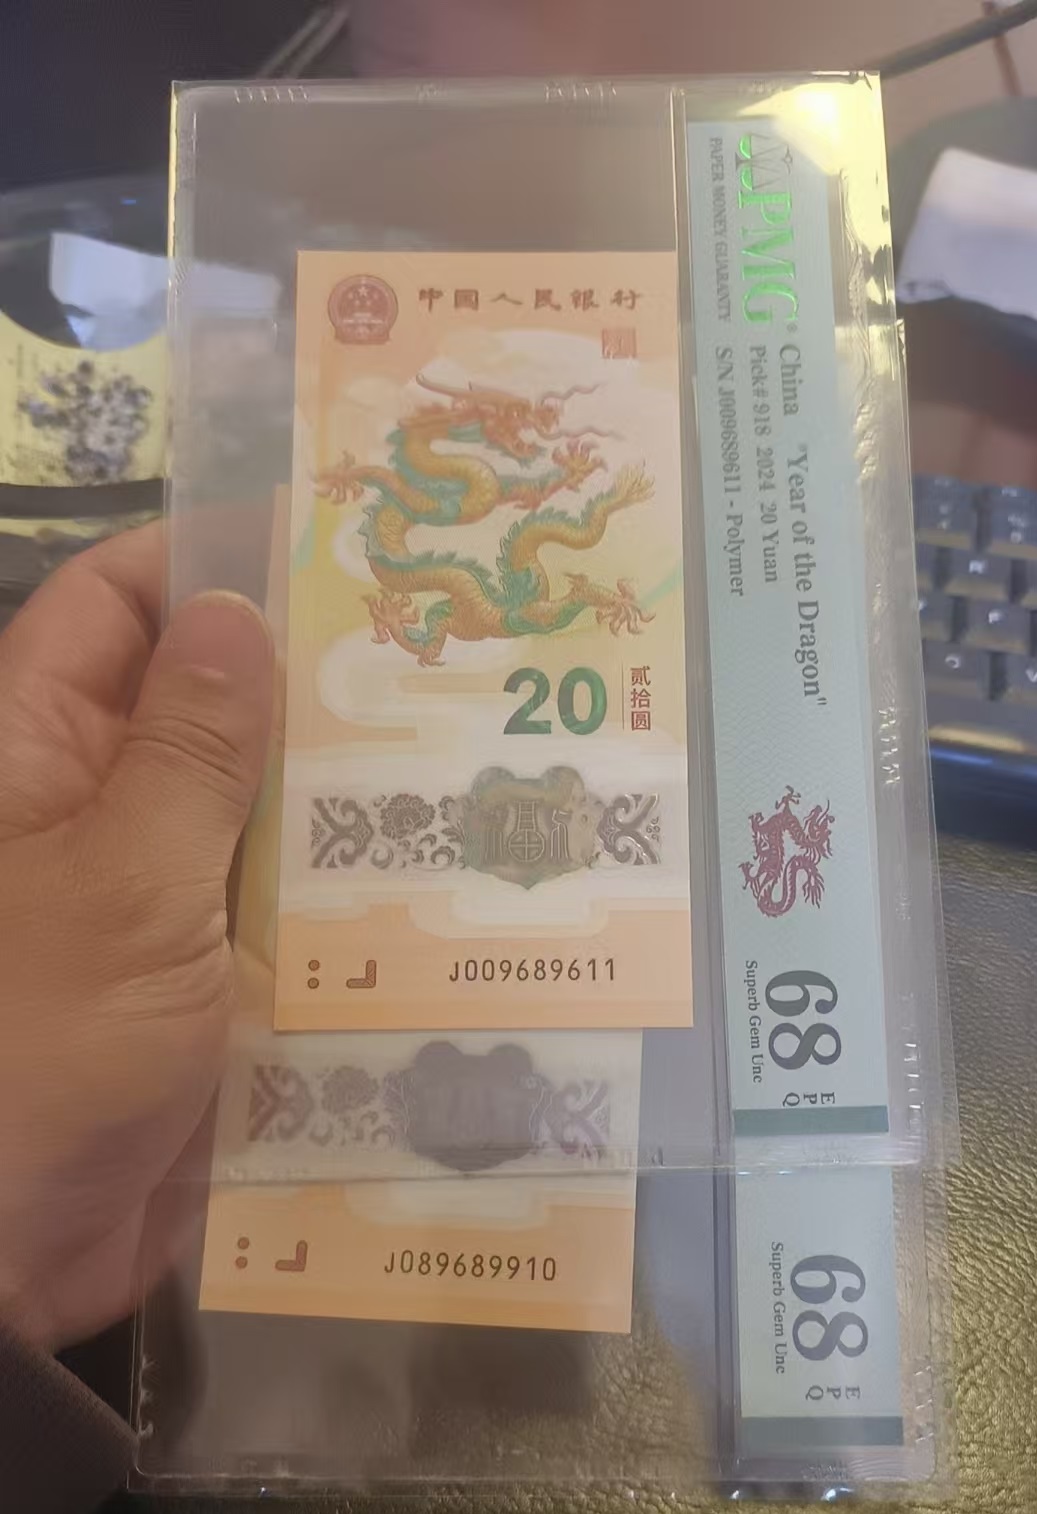 中国人民银行
20
贰拾圆
J009689611
PMG
PAPER MONEY GUARANTY
China "Year of the Dragon"
Pick# 918 2024 20 Yuan
S/N J009689611 - Polymer
68
EPQ
Superb Gem Unc
J089689910
68
EPQ
Superb Gem Unc